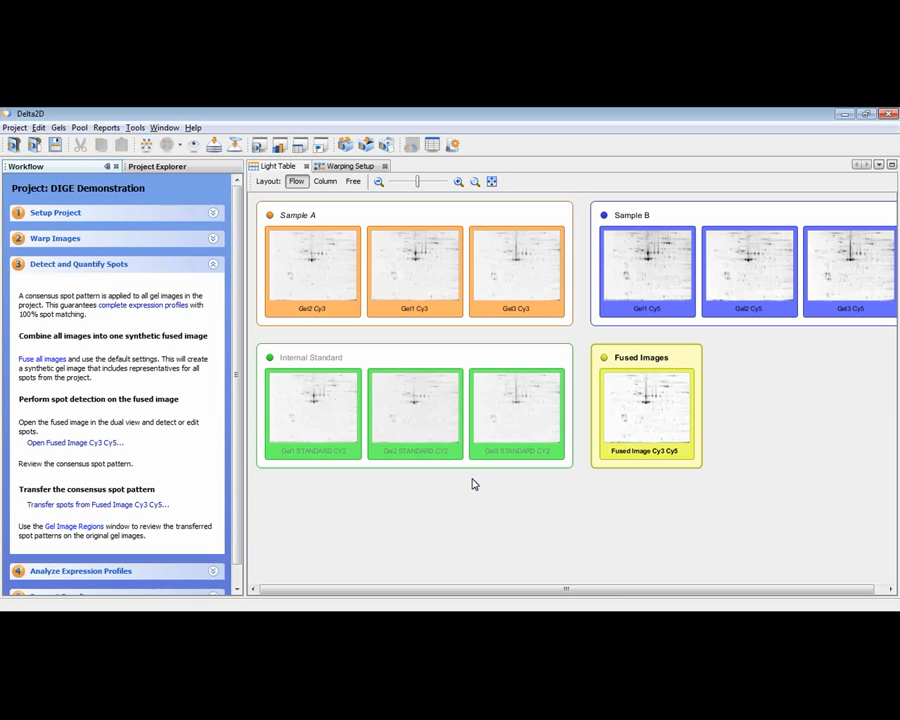 Delta2D
Project Edit Gels Pool Reports Tools Window Help
Workflow
Project Explorer
Light Table
Warping Setup
Layout: Flow Column Free
Project: DIGE Demonstration
1 Setup Project
2 Warp Images
3 Detect and Quantify Spots
A consensus spot pattern is applied to all gel images in the
project. This guarantees complete expression profiles with
100% spot matching.
Combine all images into one synthetic fused image
Fuse all images and use the default settings. This will create
a synthetic gel image that includes representatives for all
spots from the project.
Perform spot detection on the fused image
Open the fused image in the dual view and detect or edit
spots.
Open Fused Image Cy3 Cy5...
Review the consensus spot pattern.
Transfer the consensus spot pattern
Transfer spots from Fused Image Cy3 Cy5...
Use the Gel Image Regions window to review the transferred
spot patterns on the original gel images.
4 Analyze Expression Profiles
Sample A
Gel2 Cy3
Gel1 Cy3
Gel3 Cy3
Sample B
Gel1 Cy5
Gel2 Cy5
Gel3 Cy5
Internal Standard
Gel1 STANDARD CY2
Gel2 STANDARD CY2
Gel3 STANDARD CY2
Fused Images
Fused Image Cy3 Cy5